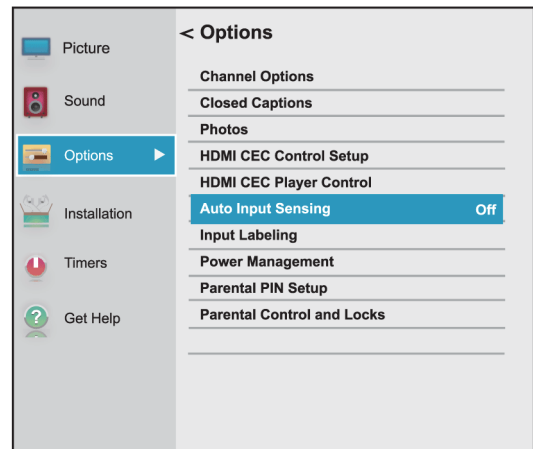 Picture
Sound
Options
Installation
Timers
Get Help
< Options
Channel Options
Closed Captions
Photos
HDMI CEC Control Setup
HDMI CEC Player Control
Auto Input Sensing Off
Input Labeling
Power Management
Parental PIN Setup
Parental Control and Locks